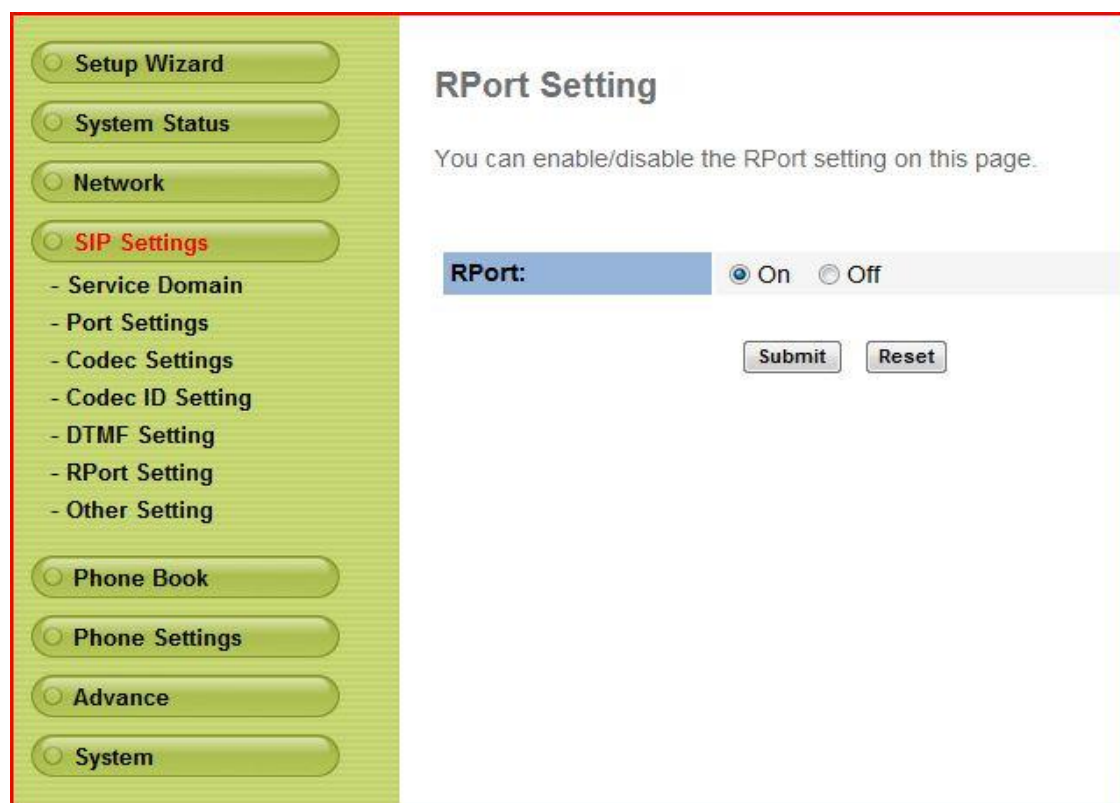 Setup Wizard
System Status
Network
SIP Settings
- Service Domain
- Port Settings
- Codec Settings
- Codec ID Setting
- DTMF Setting
- RPort Setting
- Other Setting
Phone Book
Phone Settings
Advance
System
RPort Setting
You can enable/disable the RPort setting on this page.
RPort: On Off
Submit Reset